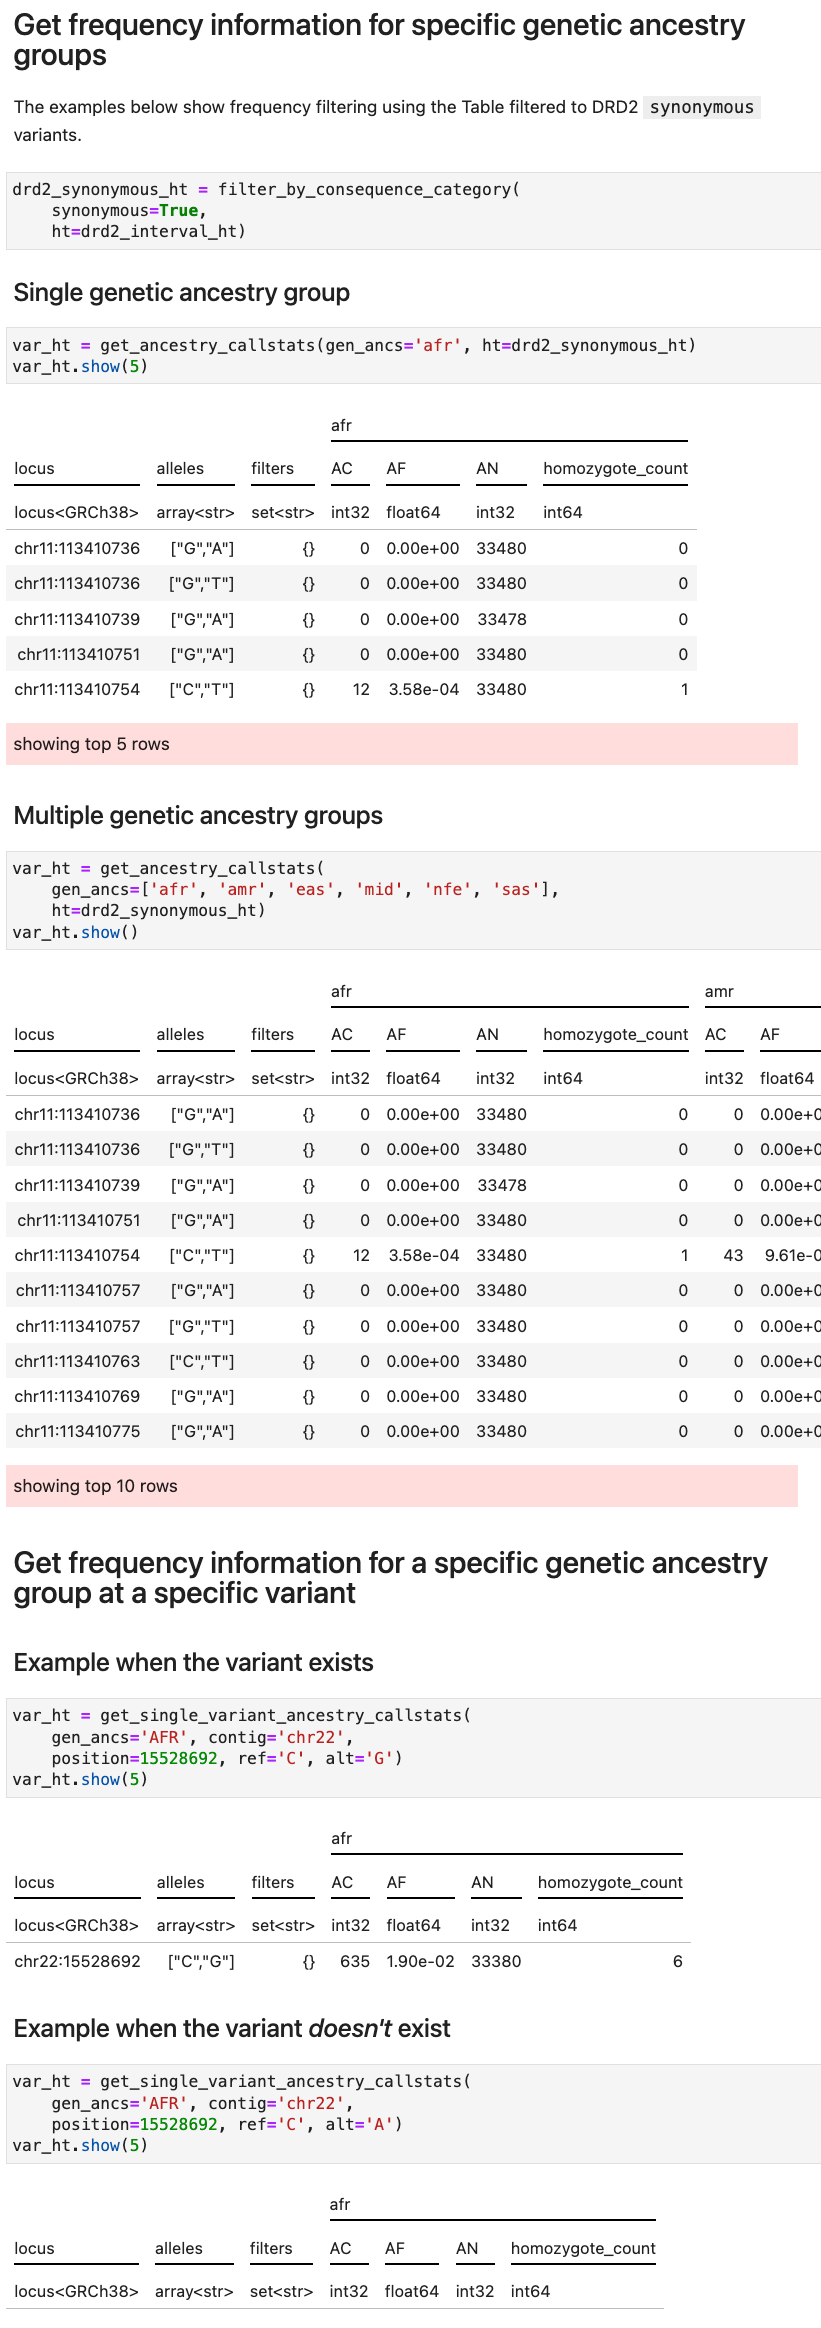 Get frequency information for specific genetic ancestry
groups
The examples below show frequency filtering using the Table filtered to DRD2 synonymous
variants.
drd2_synonymous_ht = filter_by_consequence_category(
    synonymous=True,
    ht=drd2_interval_ht)
Single genetic ancestry group
var_ht = get_ancestry_callstats(gen_ancs='afr', ht=drd2_synonymous_ht)
var_ht.show(5)
afr
locus alleles filters AC AF AN homozygote_count
locus<GRCh38> array<str> set<str> int32 float64 int32 int64
chr11:113410736 ["G","A"] {} 0 0.00e+00 33480 0
chr11:113410736 ["G","T"] {} 0 0.00e+00 33480 0
chr11:113410739 ["G","A"] {} 0 0.00e+00 33478 0
chr11:113410751 ["G","A"] {} 0 0.00e+00 33480 0
chr11:113410754 ["C","T"] {} 12 3.58e-04 33480 1
showing top 5 rows
Multiple genetic ancestry groups
var_ht = get_ancestry_callstats(
    gen_ancs=['afr', 'amr', 'eas', 'mid', 'nfe', 'sas'],
    ht=drd2_synonymous_ht)
var_ht.show()
afr amr
locus alleles filters AC AF AN homozygote_count AC AF
locus<GRCh38> array<str> set<str> int32 float64 int32 int64 int32 float64
chr11:113410736 ["G","A"] {} 0 0.00e+00 33480 0 0 0.00e+0
chr11:113410736 ["G","T"] {} 0 0.00e+00 33480 0 0 0.00e+0
chr11:113410739 ["G","A"] {} 0 0.00e+00 33478 0 0 0.00e+0
chr11:113410751 ["G","A"] {} 0 0.00e+00 33480 0 0 0.00e+0
chr11:113410754 ["C","T"] {} 12 3.58e-04 33480 1 43 9.61e-0
chr11:113410757 ["G","A"] {} 0 0.00e+00 33480 0 0 0.00e+0
chr11:113410757 ["G","T"] {} 0 0.00e+00 33480 0 0 0.00e+0
chr11:113410763 ["C","T"] {} 0 0.00e+00 33480 0 0 0.00e+0
chr11:113410769 ["G","A"] {} 0 0.00e+00 33480 0 0 0.00e+0
chr11:113410775 ["G","A"] {} 0 0.00e+00 33480 0 0 0.00e+0
showing top 10 rows
Get frequency information for a specific genetic ancestry
group at a specific variant
Example when the variant exists
var_ht = get_single_variant_ancestry_callstats(
    gen_ancs='AFR', contig='chr22',
    position=15528692, ref='C', alt='G')
var_ht.show(5)
afr
locus alleles filters AC AF AN homozygote_count
locus<GRCh38> array<str> set<str> int32 float64 int32 int64
chr22:15528692 ["C","G"] {} 635 1.90e-02 33380 6
Example when the variant doesn't exist
var_ht = get_single_variant_ancestry_callstats(
    gen_ancs='AFR', contig='chr22',
    position=15528692, ref='C', alt='A')
var_ht.show(5)
afr
locus alleles filters AC AF AN homozygote_count
locus<GRCh38> array<str> set<str> int32 float64 int32 int64